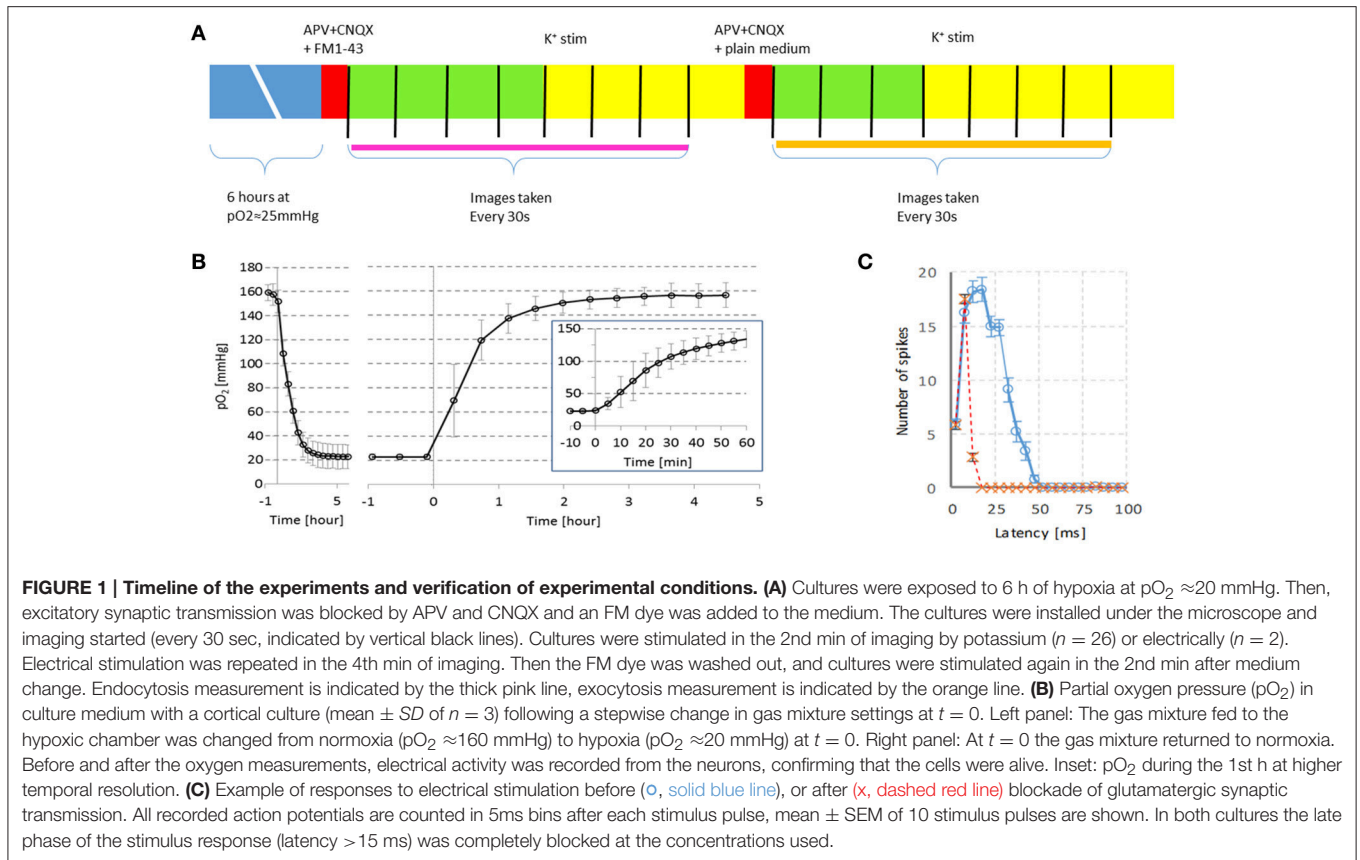 A
APV+CNQX
+ FM1-43
K⁺ stim
APV+CNQX
+ plain medium
K⁺ stim
6 hours at
pO2≈25mmHg
Images taken
Every 30s
Images taken
Every 30s
B
pO₂ [mmHg]
180
160
140
120
100
80
60
40
20
0
-1 5
Time [hour]
-1 0 1 2 3 4 5
Time [hour]
150
100
50
0
-10 0 10 20 30 40 50 60
Time [min]
C
Number of spikes
20
15
10
5
0
0 25 50 75 100
Latency [ms]
FIGURE 1 | Timeline of the experiments and verification of experimental conditions. (A) Cultures were exposed to 6 h of hypoxia at pO₂ ≈20 mmHg. Then,
excitatory synaptic transmission was blocked by APV and CNQX and an FM dye was added to the medium. The cultures were installed under the microscope and
imaging started (every 30 sec, indicated by vertical black lines). Cultures were stimulated in the 2nd min of imaging by potassium (n = 26) or electrically (n = 2).
Electrical stimulation was repeated in the 4th min of imaging. Then the FM dye was washed out, and cultures were stimulated again in the 2nd min after medium
change. Endocytosis measurement is indicated by the thick pink line, exocytosis measurement is indicated by the orange line. (B) Partial oxygen pressure (pO₂) in
culture medium with a cortical culture (mean ± SD of n = 3) following a stepwise change in gas mixture settings at t = 0. Left panel: The gas mixture fed to the
hypoxic chamber was changed from normoxia (pO₂ ≈160 mmHg) to hypoxia (pO₂ ≈20 mmHg) at t = 0. Right panel: At t = 0 the gas mixture returned to normoxia.
Before and after the oxygen measurements, electrical activity was recorded from the neurons, confirming that the cells were alive. Inset: pO₂ during the 1st h at higher
temporal resolution. (C) Example of responses to electrical stimulation before (o, solid blue line), or after (x, dashed red line) blockade of glutamatergic synaptic
transmission. All recorded action potentials are counted in 5ms bins after each stimulus pulse, mean ± SEM of 10 stimulus pulses are shown. In both cultures the late
phase of the stimulus response (latency >15 ms) was completely blocked at the concentrations used.